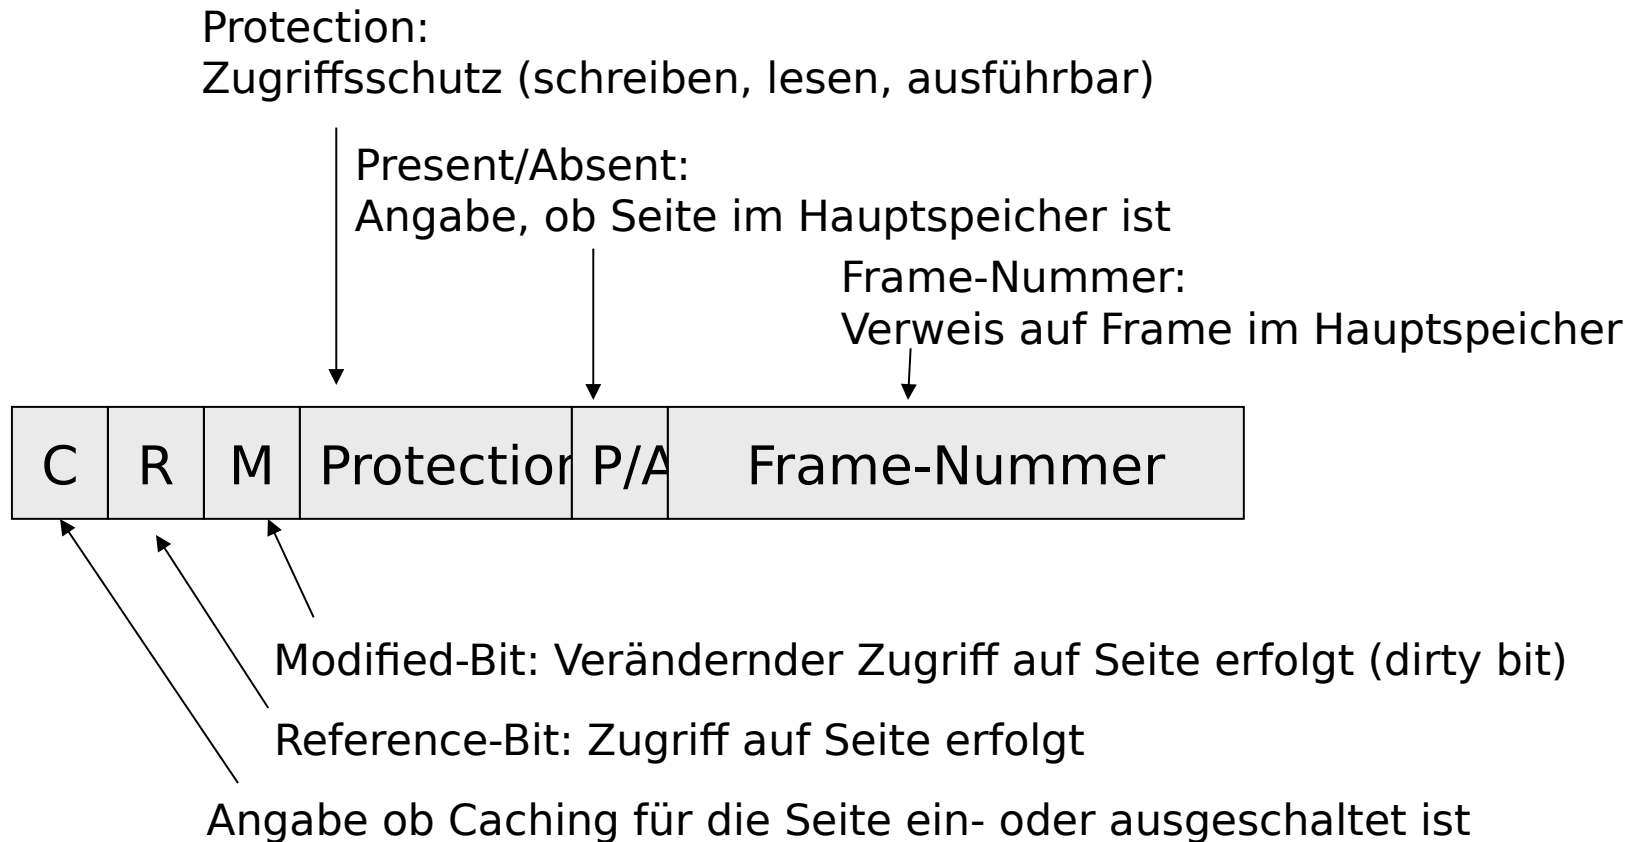 Protection:
Zugriffsschutz (schreiben, lesen, ausführbar)
Present/Absent:
Angabe, ob Seite im Hauptspeicher ist
Frame-Nummer:
Verweis auf Frame im Hauptspeicher
C R M Protection P/A Frame-Nummer
Modified-Bit: Verändernder Zugriff auf Seite erfolgt (dirty bit)
Reference-Bit: Zugriff auf Seite erfolgt
Angabe ob Caching für die Seite ein- oder ausgeschaltet ist